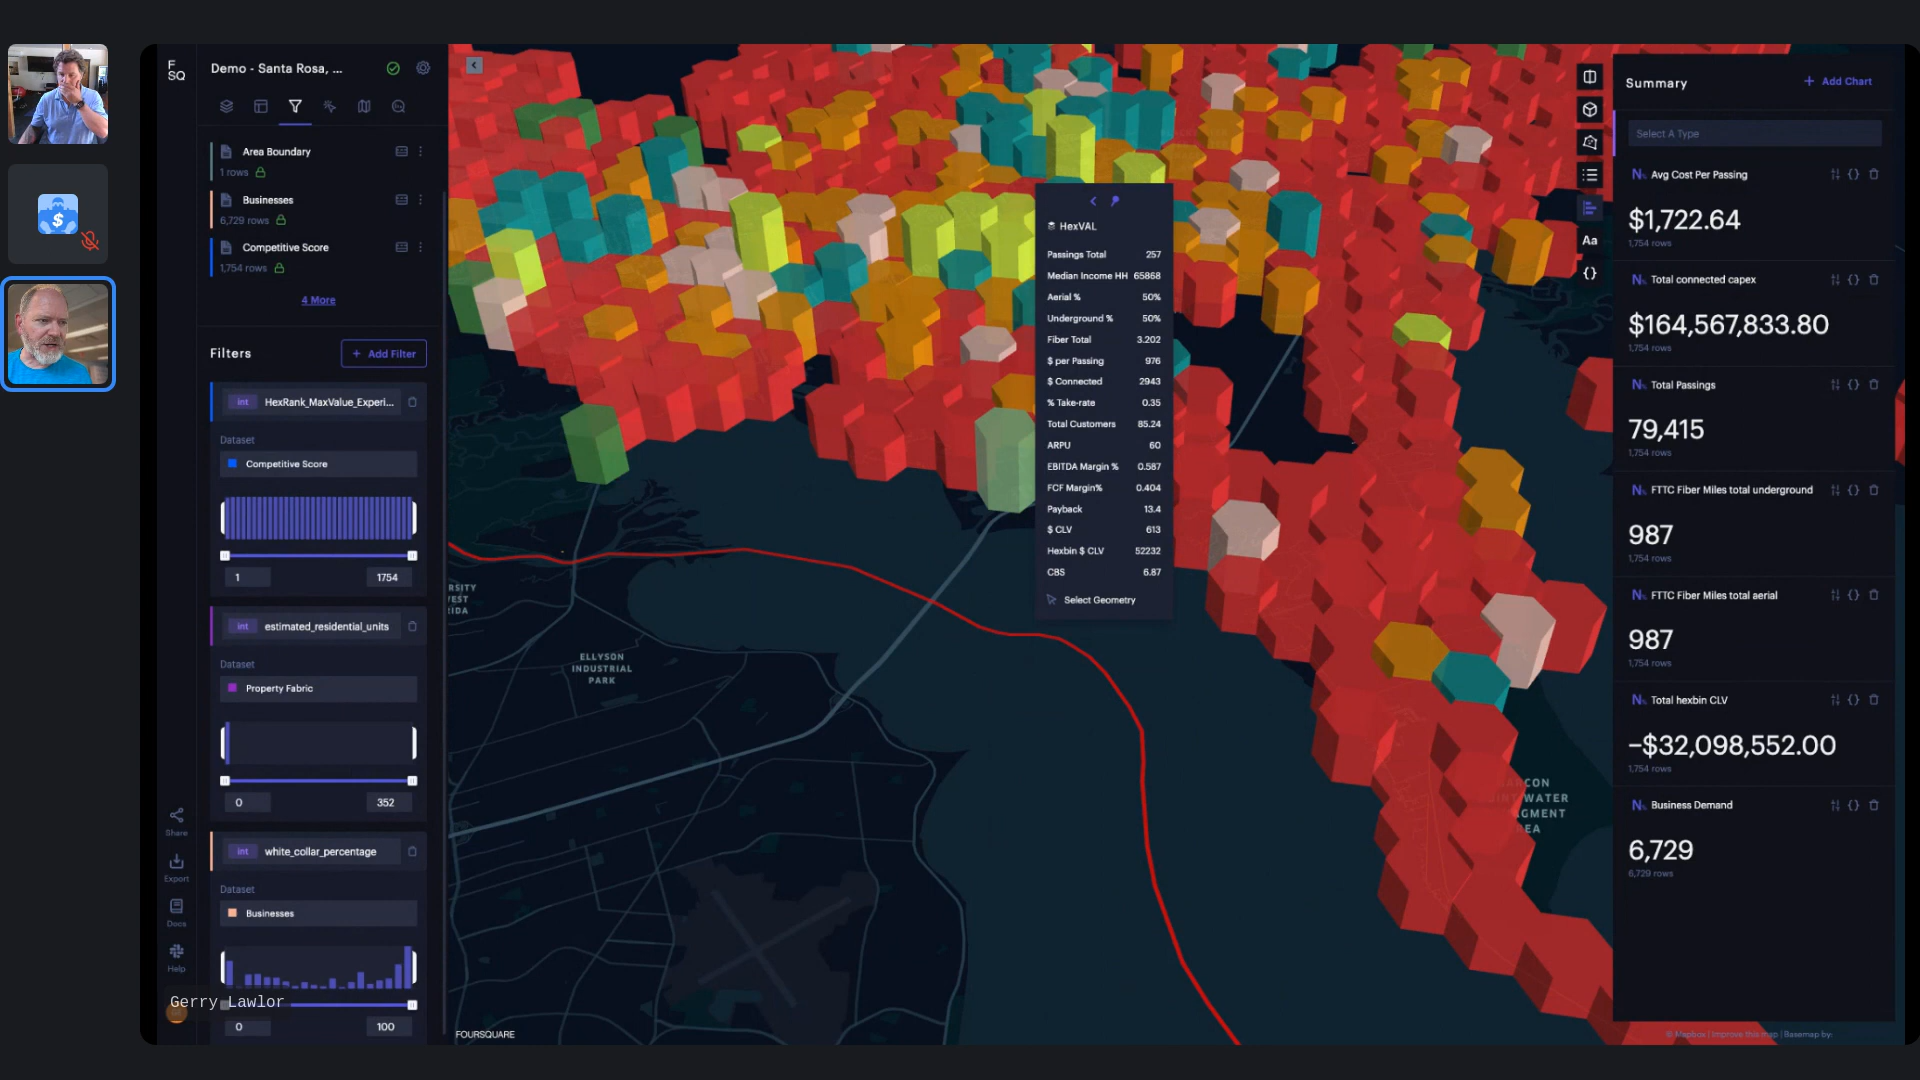 F
SQ
Demo - Santa Rosa, ...
Area Boundary
1 rows
Businesses
6,729 rows
Competitive Score
1,754 rows
4 More
Filters
+ Add Filter
int HexRank_MaxValue_Experi...
Dataset
Competitive Score
1 1754
int estimated_residential_units
Dataset
Property Fabric
0 352
int white_collar_percentage
Dataset
Businesses
0 100
Share
Export
Docs
Help
Gerry Lawlor
$
ELLYSON
INDUSTRIAL
PARK
FOURSQUARE
HexVAL
Passings Total 257
Median Income HH 65868
Aerial % 50%
Underground % 50%
Fiber Total 3.202
$ per Passing 976
$ Connected 2943
% Take-rate 0.35
Total Customers 85.24
ARPU 60
EBITDA Margin % 0.587
FCF Margin% 0.404
Payback 13.4
$ CLV 613
Hexbin $ CLV 52232
CBS 6.87
Select Geometry
Aa
{}
Summary
+ Add Chart
Select A Type
Avg Cost Per Passing
$1,722.64
1,754 rows
Total connected capex
$164,567,833.80
1,754 rows
Total Passings
79,415
1,754 rows
FTTC Fiber Miles total underground
987
1,754 rows
FTTC Fiber Miles total aerial
987
1,754 rows
Total hexbin CLV
−$32,098,552.00
1,754 rows
Business Demand
6,729
6,729 rows
© Mapbox | Improve this map | Basemap by: